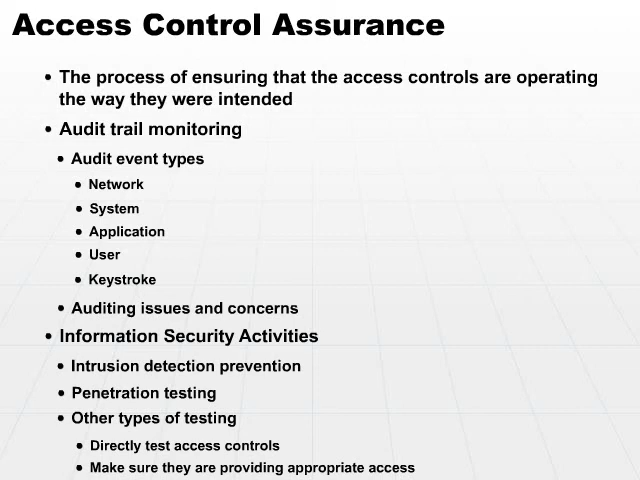 Access Control Assurance
• The process of ensuring that the access controls are operating
the way they were intended
• Audit trail monitoring
• Audit event types
• Network
• System
• Application
• User
• Keystroke
• Auditing issues and concerns
• Information Security Activities
• Intrusion detection prevention
• Penetration testing
• Other types of testing
• Directly test access controls
• Make sure they are providing appropriate access